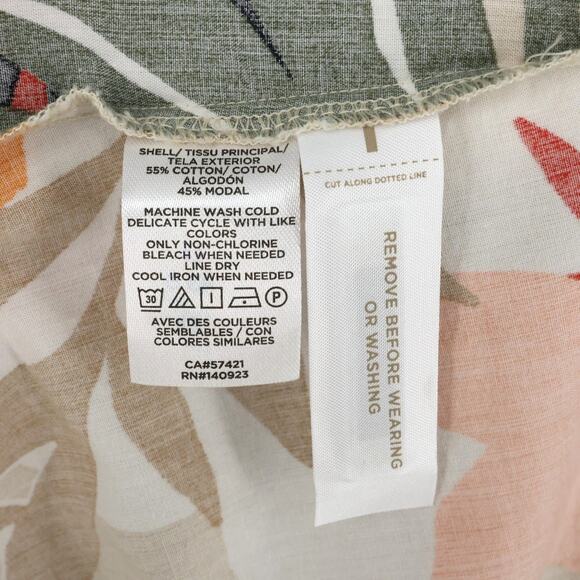 SHELL/ TISSU PRINCIPAL/
TELA EXTERIOR
55% COTTON/ COTON/
ALGODÓN
45% MODAL
MACHINE WASH COLD
DELICATE CYCLE WITH LIKE
COLORS
ONLY NON-CHLORINE
BLEACH WHEN NEEDED
LINE DRY
COOL IRON WHEN NEEDED
30 P
AVEC DES COULEURS
SEMBLABLES / CON
COLORES SIMILARES
CA#57421
RN#140923
CUT ALONG DOTTED LINE
REMOVE BEFORE WEARING
OR WASHING